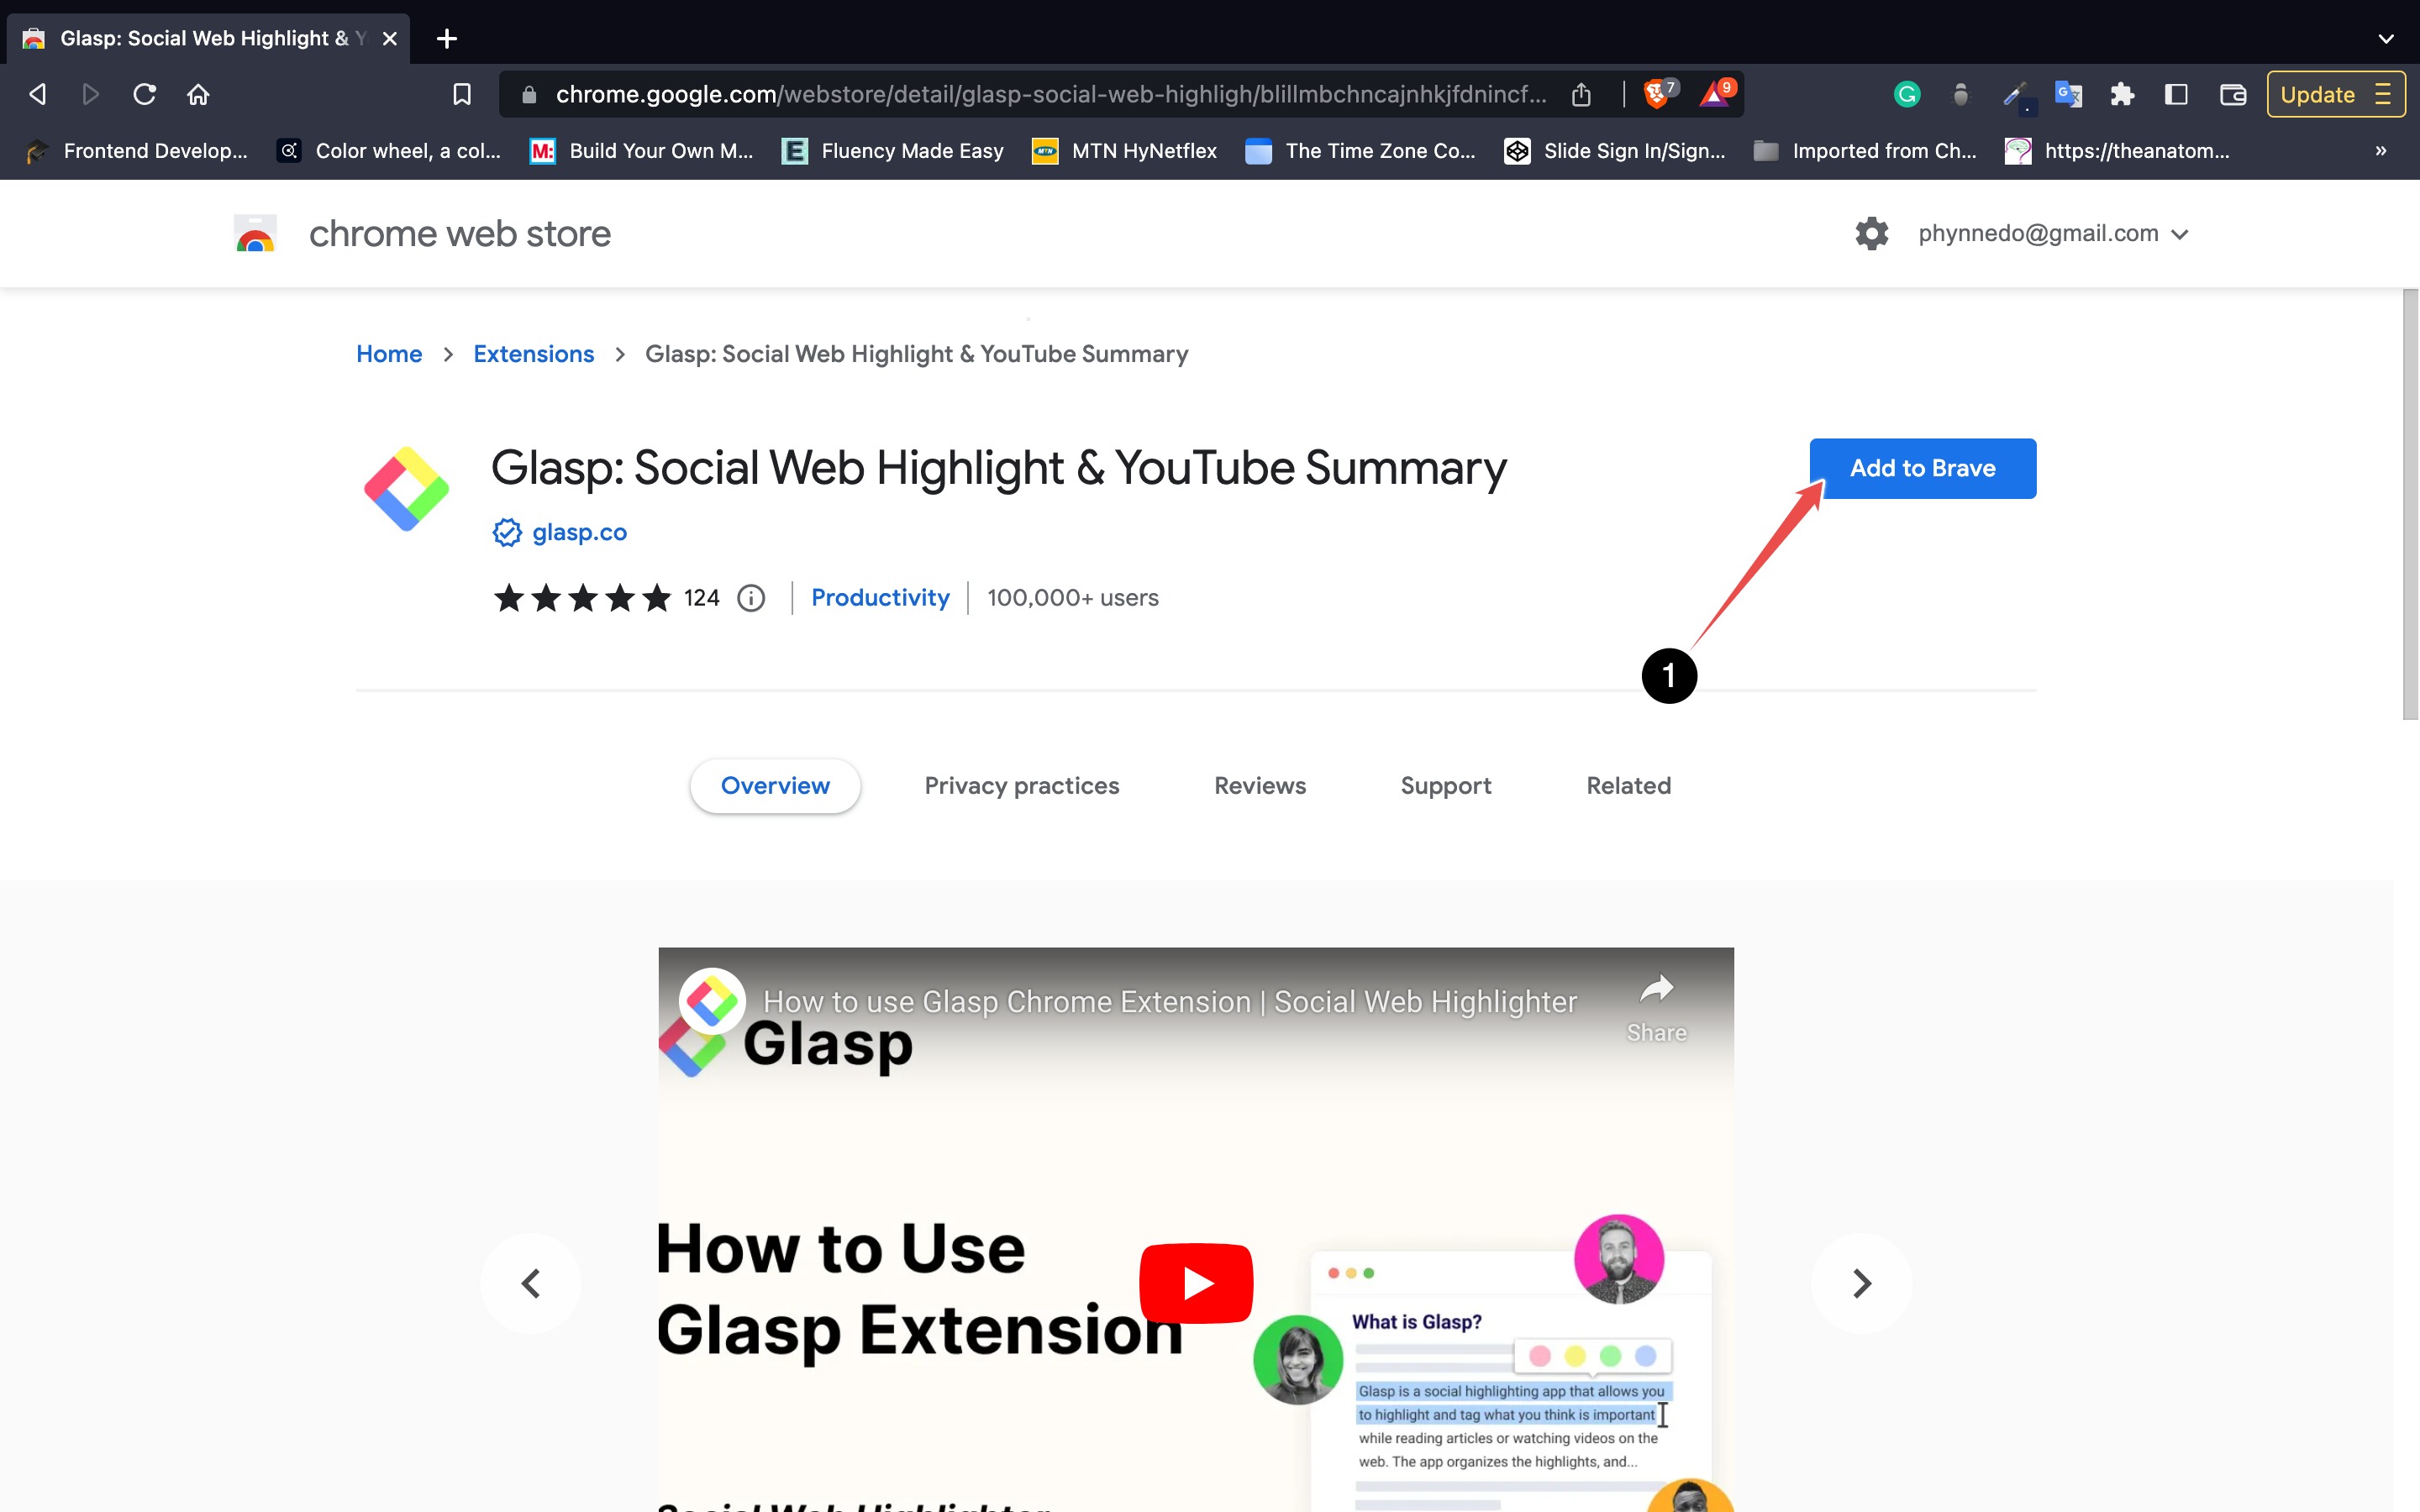 Glasp: Social Web Highlight & Y
chrome.google.com/webstore/detail/glasp-social-web-highligh/blillmbchncajnhkjfdnincf...
7
9
Update
Frontend Develop...
Color wheel, a col...
M: Build Your Own M...
E Fluency Made Easy
MTN MTN HyNetflex
The Time Zone Co...
Slide Sign In/Sign...
Imported from Ch...
https://theanatom...
»
chrome web store
phynnedo@gmail.com
Home > Extensions > Glasp: Social Web Highlight & YouTube Summary
Glasp: Social Web Highlight & YouTube Summary
Add to Brave
glasp.co
124 Productivity 100,000+ users
1
Overview Privacy practices Reviews Support Related
How to use Glasp Chrome Extension | Social Web Highlighter
Share
Glasp
How to Use
Glasp Extension
What is Glasp?
Glasp is a social highlighting app that allows you
to highlight and tag what you think is important
while reading articles or watching videos on the
web. The app organizes the highlights, and...
Social Web Highlighter